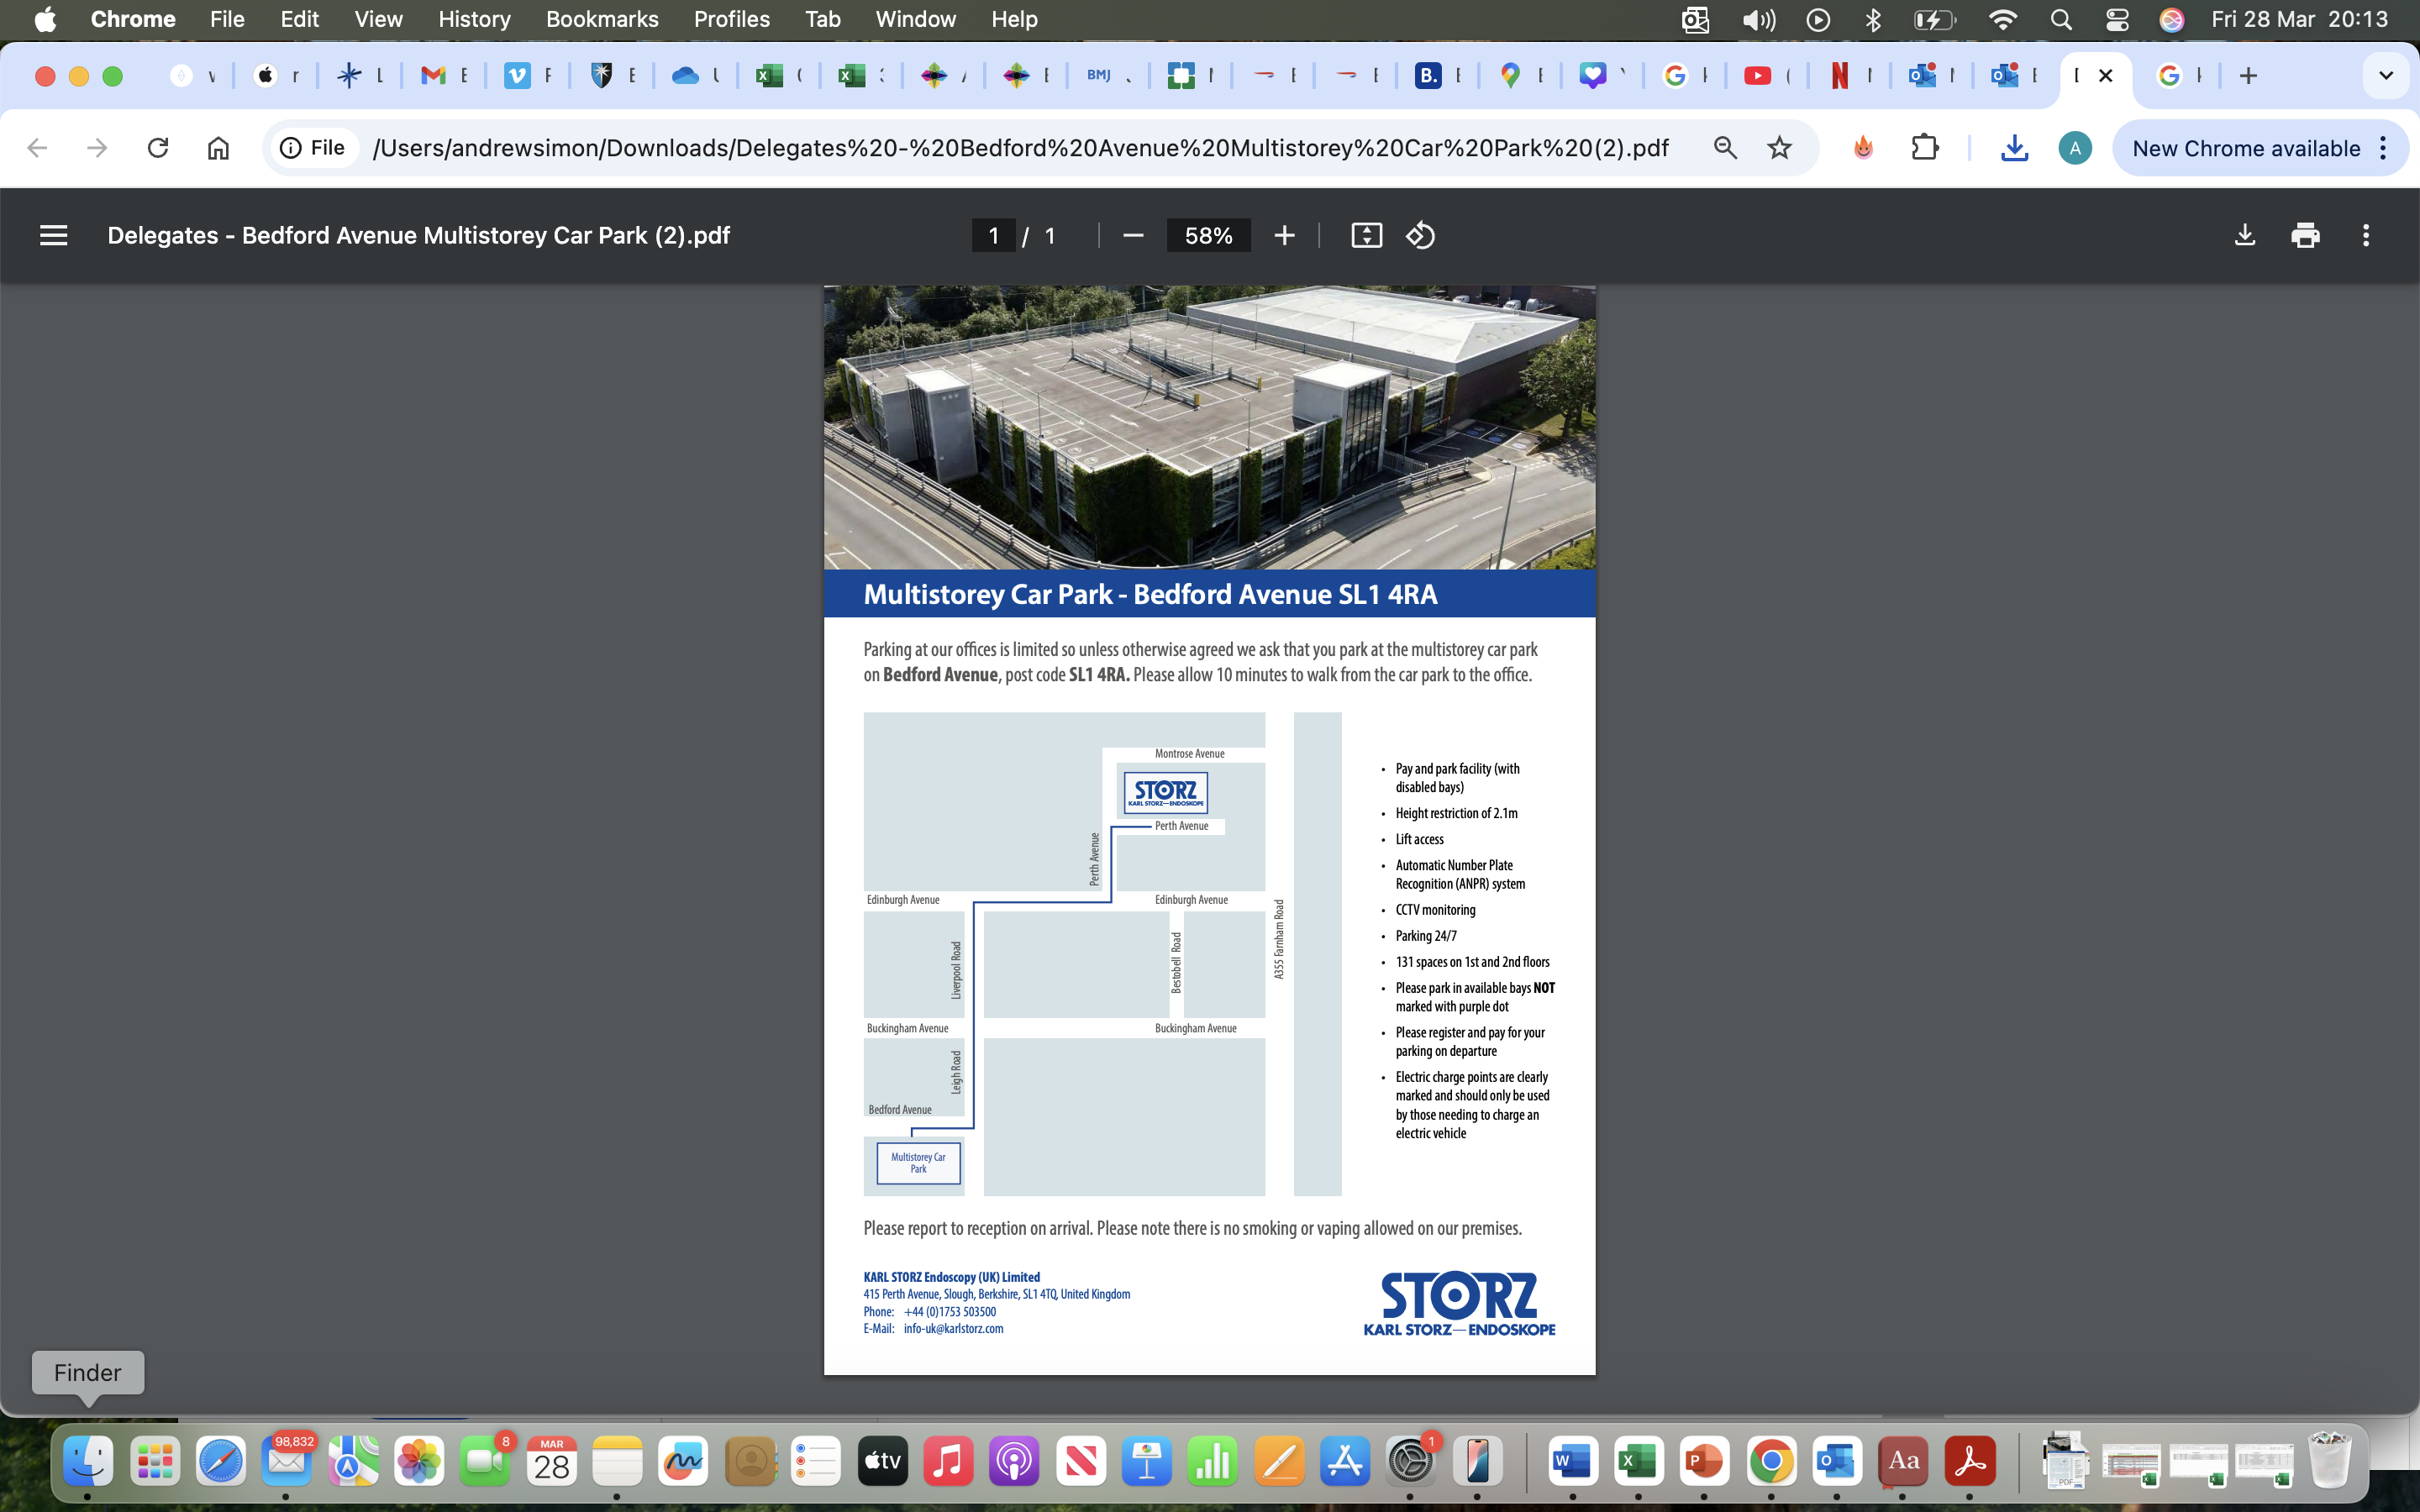 Chrome File Edit View History Bookmarks Profiles Tab Window Help Fri 28 Mar 20:13
BMJ B.
File /Users/andrewsimon/Downloads/Delegates%20-%20Bedford%20Avenue%20Multistorey%20Car%20Park%20(2).pdf A New Chrome available
Delegates - Bedford Avenue Multistorey Car Park (2).pdf 1 / 1 58%
Multistorey Car Park - Bedford Avenue SL1 4RA
Parking at our offices is limited so unless otherwise agreed we ask that you park at the multistorey car park
on Bedford Avenue, post code SL1 4RA. Please allow 10 minutes to walk from the car park to the office.
Montrose Avenue
STORZ
KARL STORZ—ENDOSKOPE
Perth Avenue
Perth Avenue
Edinburgh Avenue
Edinburgh Avenue
Liverpool Road
Bestobell Road
A355 Farnham Road
Buckingham Avenue
Buckingham Avenue
Leigh Road
Bedford Avenue
Multistorey Car
Park
• Pay and park facility (with
disabled bays)
• Height restriction of 2.1m
• Lift access
• Automatic Number Plate
Recognition (ANPR) system
• CCTV monitoring
• Parking 24/7
• 131 spaces on 1st and 2nd floors
• Please park in available bays NOT
marked with purple dot
• Please register and pay for your
parking on departure
• Electric charge points are clearly
marked and should only be used
by those needing to charge an
electric vehicle
Please report to reception on arrival. Please note there is no smoking or vaping allowed on our premises.
KARL STORZ Endoscopy (UK) Limited
415 Perth Avenue, Slough, Berkshire, SL1 4TQ, United Kingdom
Phone: +44 (0)1753 503500
E-Mail: info-uk@karlstorz.com
STORZ
KARL STORZ—ENDOSKOPE
Finder
98,832
8
MAR
28
tv
1
W
X
P
O
Aa
PDF